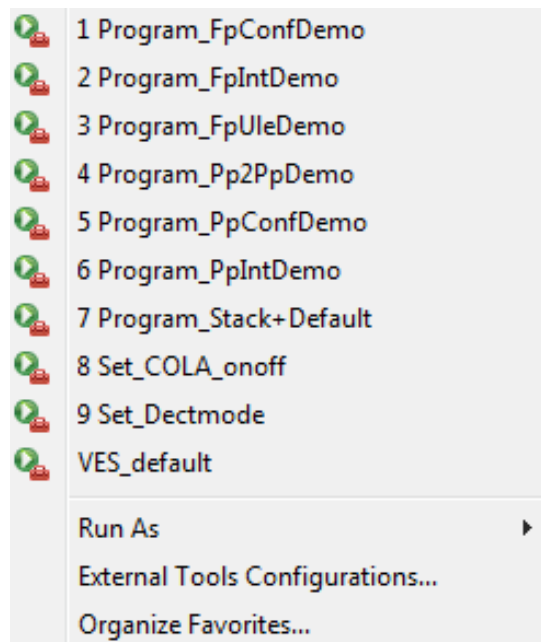 1 Program_FpConfDemo
2 Program_FpIntDemo
3 Program_FpUleDemo
4 Program_Pp2PpDemo
5 Program_PpConfDemo
6 Program_PpIntDemo
7 Program_Stack+Default
8 Set_COLA_onoff
9 Set_Dectmode
VES_default
Run As
External Tools Configurations...
Organize Favorites...